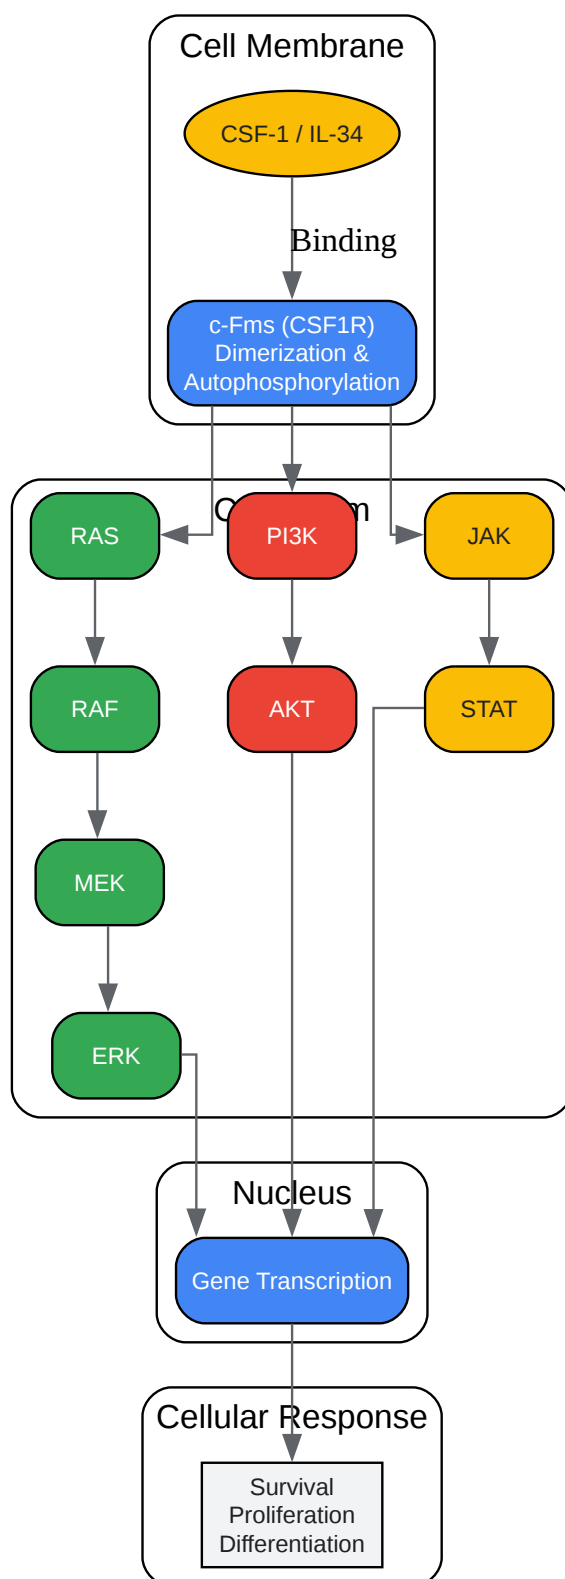 Cell Membrane
CSF-1 / IL-34
Binding
c-Fms (CSF1R)
Dimerization &
Autophosphorylation
RAS
PI3K
JAK
RAF
AKT
STAT
MEK
ERK
Nucleus
Gene Transcription
Cellular Response
Survival
Proliferation
Differentiation